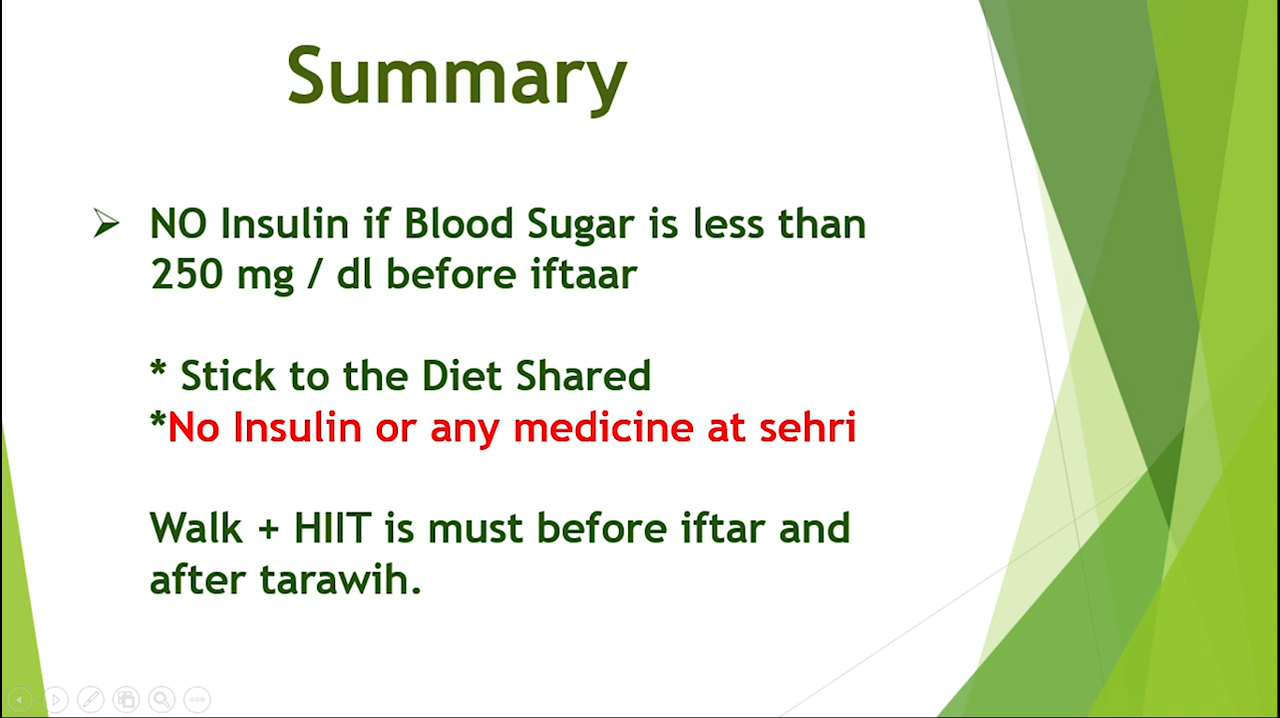 Summary
➢ NO Insulin if Blood Sugar is less than
250 mg / dl before iftaar
* Stick to the Diet Shared
*No Insulin or any medicine at sehri
Walk + HIIT is must before iftar and
after tarawih.